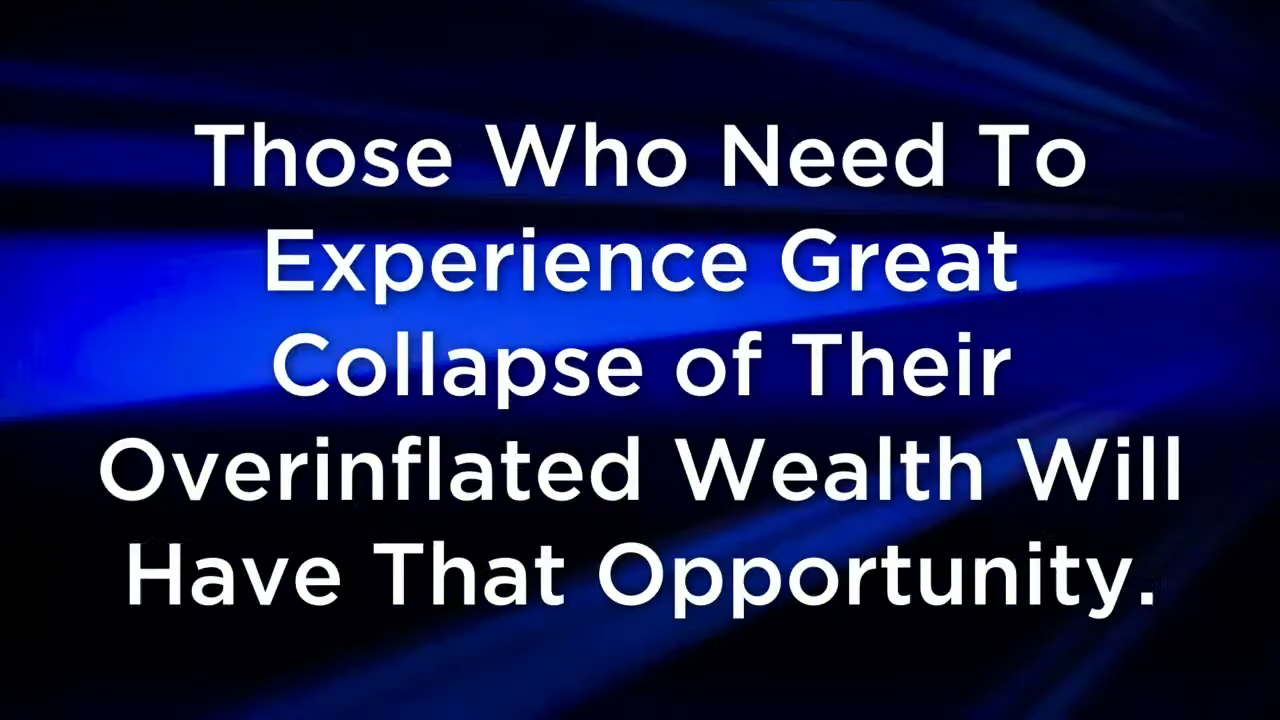 Those Who Need To
Experience Great
Collapse of Their
Overinflated Wealth Will
Have That Opportunity.